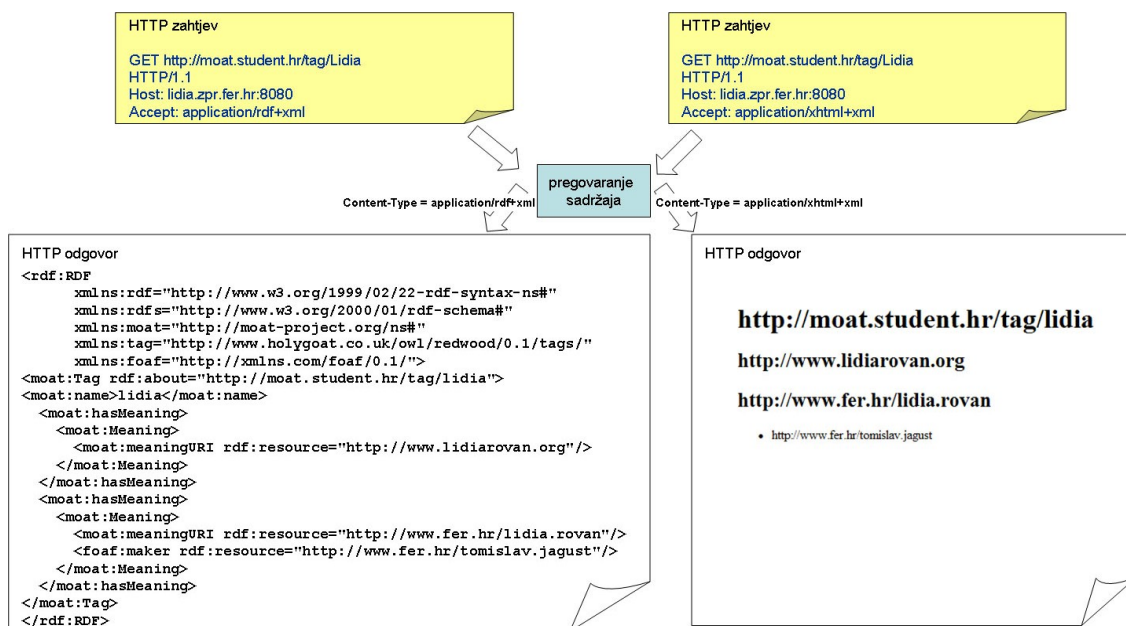 HTTP zahtjev
GET http://moat.student.hr/tag/Lidia
HTTP/1.1
Host: lidia.zpr.fer.hr:8080
Accept: application/rdf+xml
HTTP zahtjev
GET http://moat.student.hr/tag/Lidia
HTTP/1.1
Host: lidia.zpr.fer.hr:8080
Accept: application/xhtml+xml
pregovaranje
sadržaja
Content-Type = application/rdf+xml
Content-Type = application/xhtml+xml
HTTP odgovor
<rdf:RDF
xmlns:rdf="http://www.w3.org/1999/02/22-rdf-syntax-ns#"
xmlns:rdfs="http://www.w3.org/2000/01/rdf-schema#"
xmlns:moat="http://moat-project.org/ns#"
xmlns:tag="http://www.holygoat.co.uk/owl/redwood/0.1/tags/"
xmlns:foaf="http://xmlns.com/foaf/0.1/">
<moat:Tag rdf:about="http://moat.student.hr/tag/lidia">
<moat:name>lidia</moat:name>
<moat:hasMeaning>
<moat:Meaning>
<moat:meaningURI rdf:resource="http://www.lidiarovan.org"/>
</moat:Meaning>
</moat:hasMeaning>
<moat:hasMeaning>
<moat:Meaning>
<moat:meaningURI rdf:resource="http://www.fer.hr/lidia.rovan"/>
<foaf:maker rdf:resource="http://www.fer.hr/tomislav.jagust"/>
</moat:Meaning>
</moat:hasMeaning>
</moat:Tag>
</rdf:RDF>
HTTP odgovor
http://moat.student.hr/tag/lidia
http://www.lidiarovan.org
http://www.fer.hr/lidia.rovan
• http://www.fer.hr/tomislav.jagust